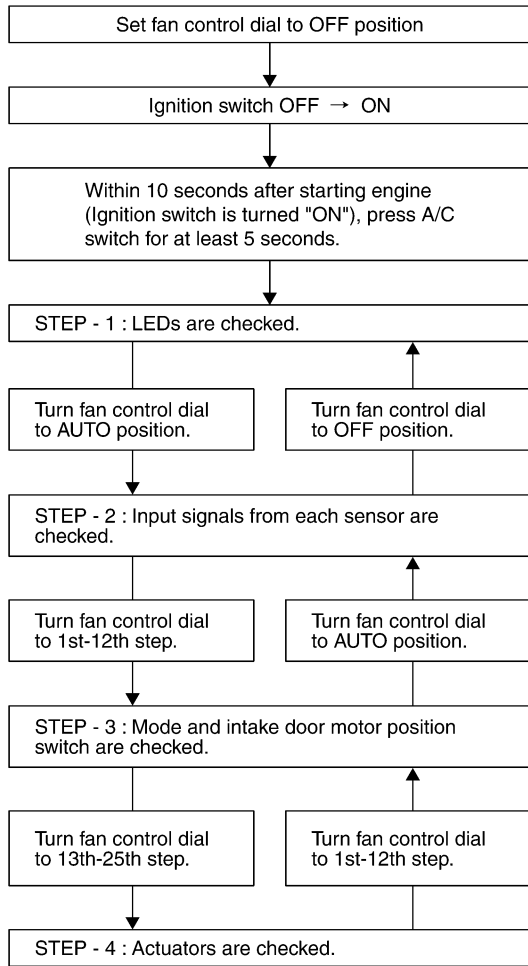 Set fan control dial to OFF position
Ignition switch OFF → ON
Within 10 seconds after starting engine
(Ignition switch is turned "ON"), press A/C
switch for at least 5 seconds.
STEP - 1 : LEDs are checked.
Turn fan control dial
to AUTO position.
Turn fan control dial
to OFF position.
STEP - 2 : Input signals from each sensor are
checked.
Turn fan control dial
to 1st-12th step.
Turn fan control dial
to AUTO position.
STEP - 3 : Mode and intake door motor position
switch are checked.
Turn fan control dial
to 13th-25th step.
Turn fan control dial
to 1st-12th step.
STEP - 4 : Actuators are checked.